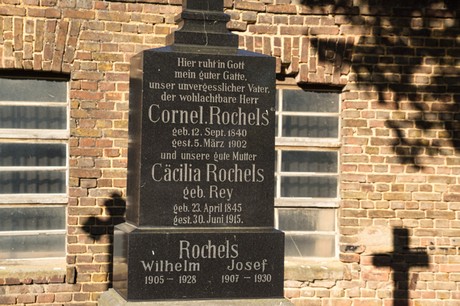 Hier ruht in Gott
mein guter Gatte,
unser unvergesslicher Vater,
der wohlachtbare Herr
Cornel. Rochels
geb. 12. Sept. 1840
gest. 5. März 1902
und unsere gute Mutter
Cäcilia Rochels
geb. Rey
geb. 23. April 1845
gest. 30. Juni 1915.
Rochels
Wilhelm Josef
1905 – 1928 1907 – 1930